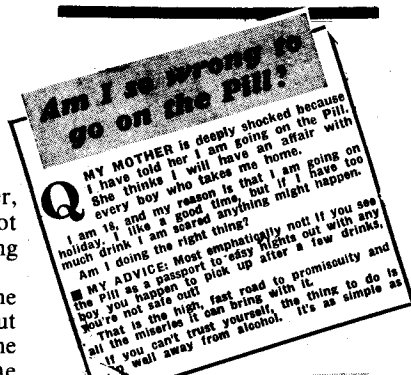 Am I so wrong to
go on the Pill?
Q MY MOTHER is deeply shocked because
I have told her I am going on the Pill.
She thinks I will have an affair with
every boy who takes me home.
I am 18, and my reason is that I am going on
holiday. I like a good time, but if I have too
much drink I am scared anything might happen.
Am I doing the right thing?
■ MY ADVICE: Most emphatically not! If you see
the Pill as a passport to easy nights out with any
boy you happen to pick up after a few drinks,
you're not safe out!
That is the high, fast road to promiscuity and
all the miseries it can bring with it.
If you can't trust yourself, the thing to do is
well away from alcohol. It's as simple as
er,
ot
ng
ne
ut
ne